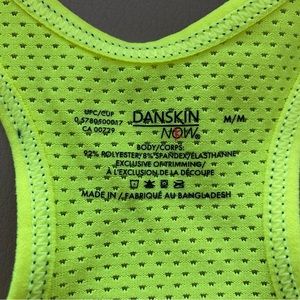 UPC/CUP
CA 00729
DANSKIN
NOW.
M/M
BODY/CORPS:
92% POLYESTER/8% SPANDEX/ELASTHANNE
EXCLUSIVE OF TRIMMING/
À L'EXCLUSION DE LA DÉCOUPE
MADE IN / FABRIQUÉ AU BANGLADESH